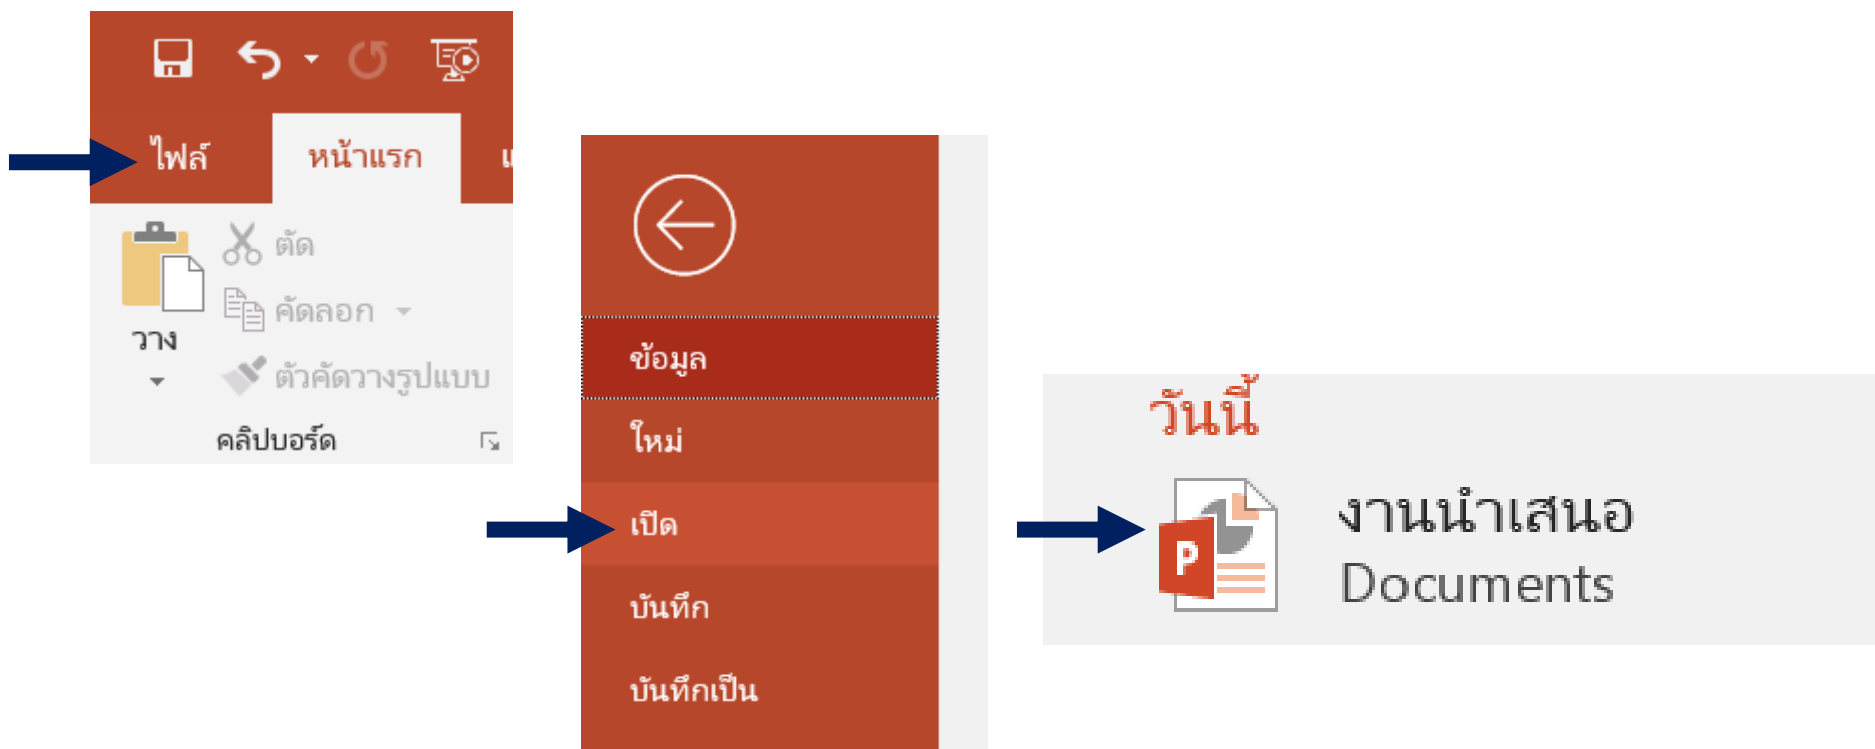 ไฟล์
หน้าแรก
วาง
ตัด
คัดลอก
ตัวคัดวางรูปแบบ
คลิปบอร์ด
ข้อมูล
ใหม่
เปิด
บันทึก
บันทึกเป็น
วันนี้
P
งานนำเสนอ
Documents